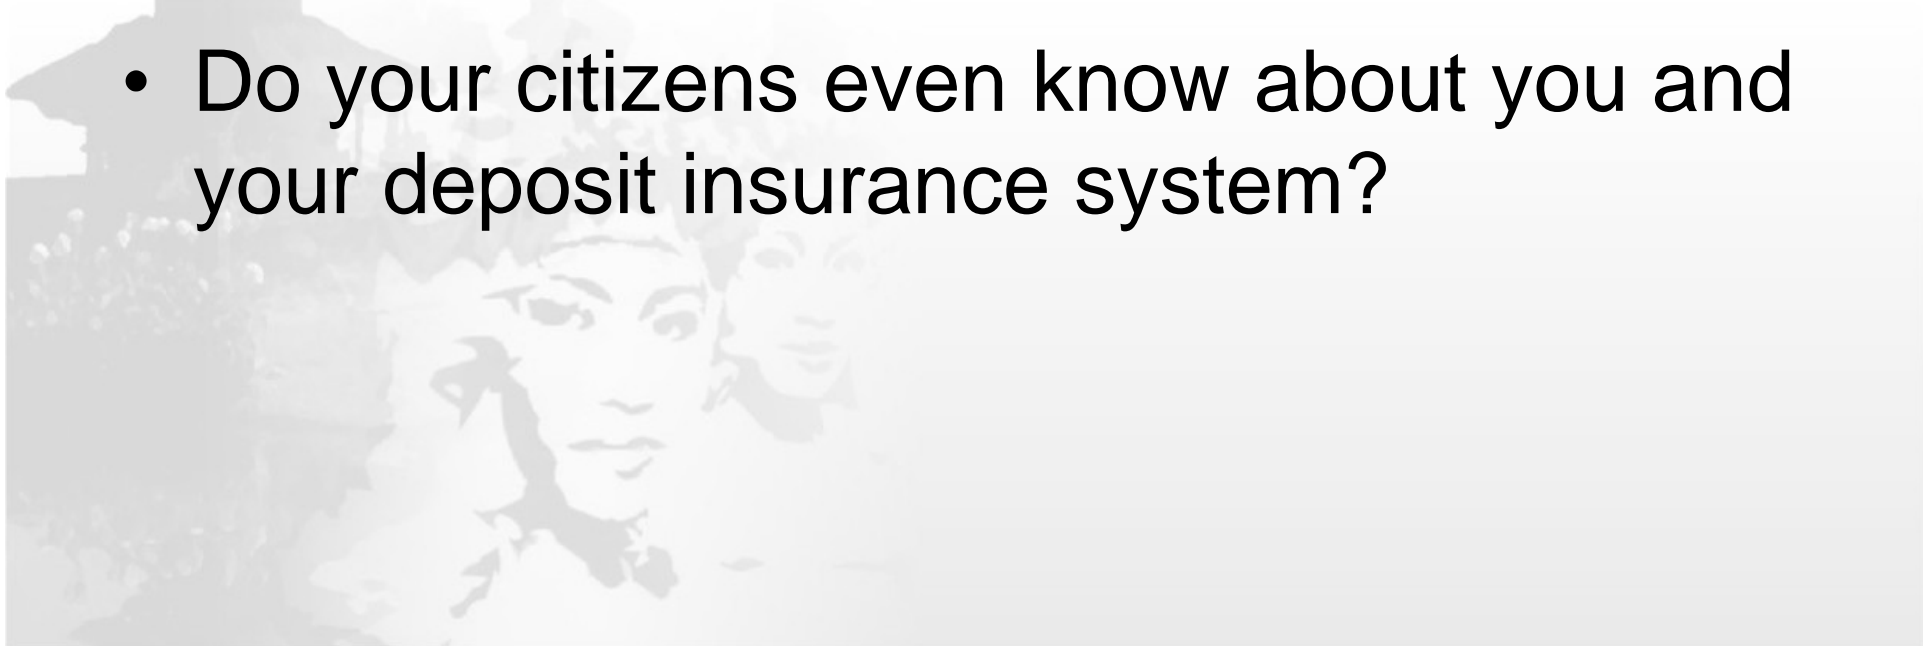 • Do your citizens even know about you and
your deposit insurance system?